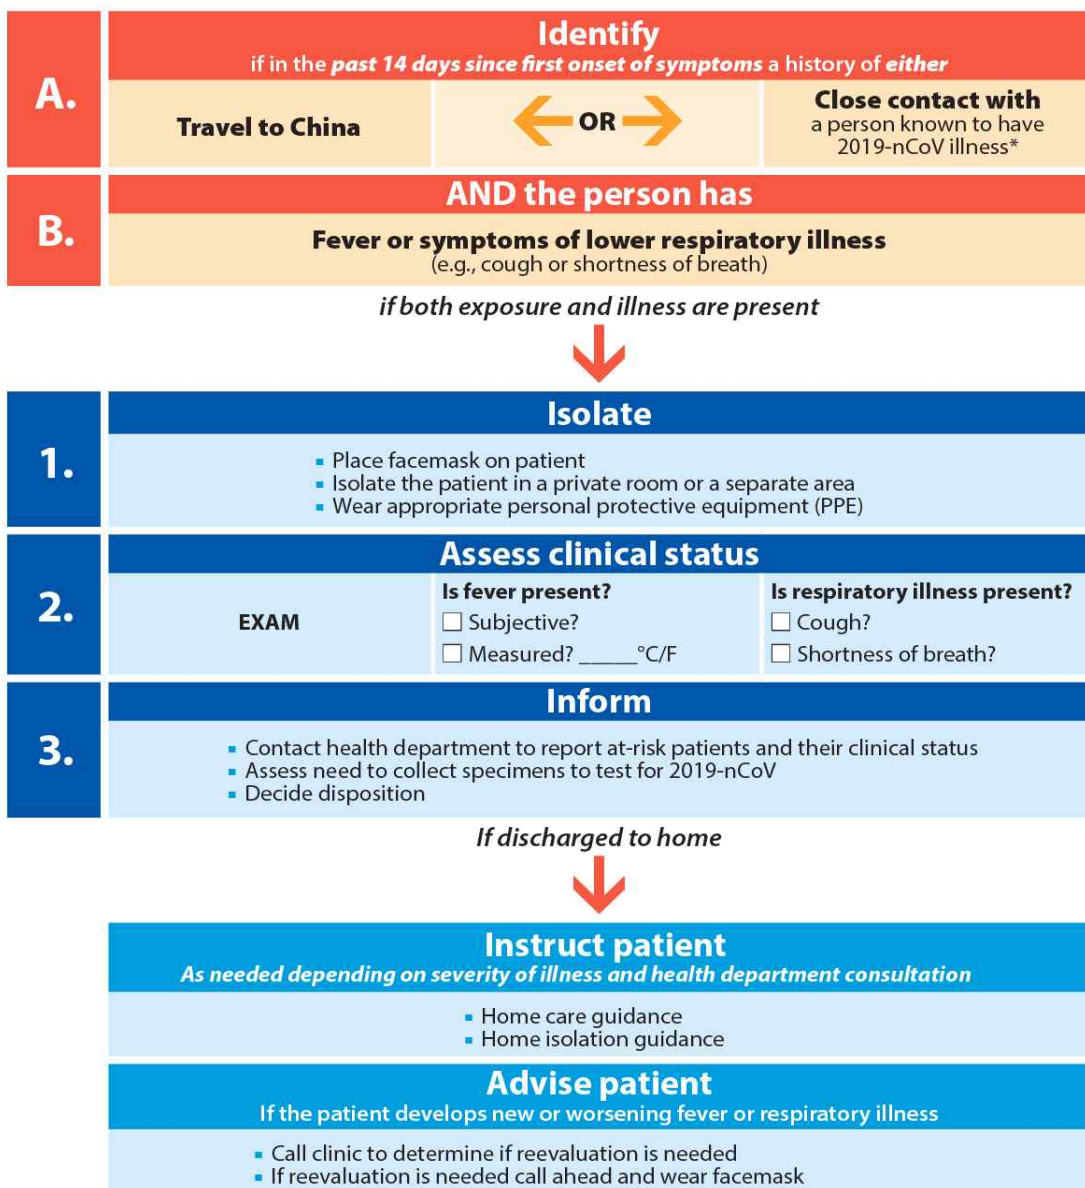 A.
Identify
if in the past 14 days since first onset of symptoms a history of either
Travel to China
OR
Close contact with
a person known to have
2019-nCoV illness*
B.
AND the person has
Fever or symptoms of lower respiratory illness
(e.g., cough or shortness of breath)
if both exposure and illness are present
1.
Isolate
Place facemask on patient
Isolate the patient in a private room or a separate area
Wear appropriate personal protective equipment (PPE)
2.
Assess clinical status
EXAM
Is fever present?
Subjective?
Measured? _____°C/F
Is respiratory illness present?
Cough?
Shortness of breath?
3.
Inform
Contact health department to report at-risk patients and their clinical status
Assess need to collect specimens to test for 2019-nCoV
Decide disposition
If discharged to home
Instruct patient
As needed depending on severity of illness and health department consultation
Home care guidance
Home isolation guidance
Advise patient
If the patient develops new or worsening fever or respiratory illness
Call clinic to determine if reevaluation is needed
If reevaluation is needed call ahead and wear facemask